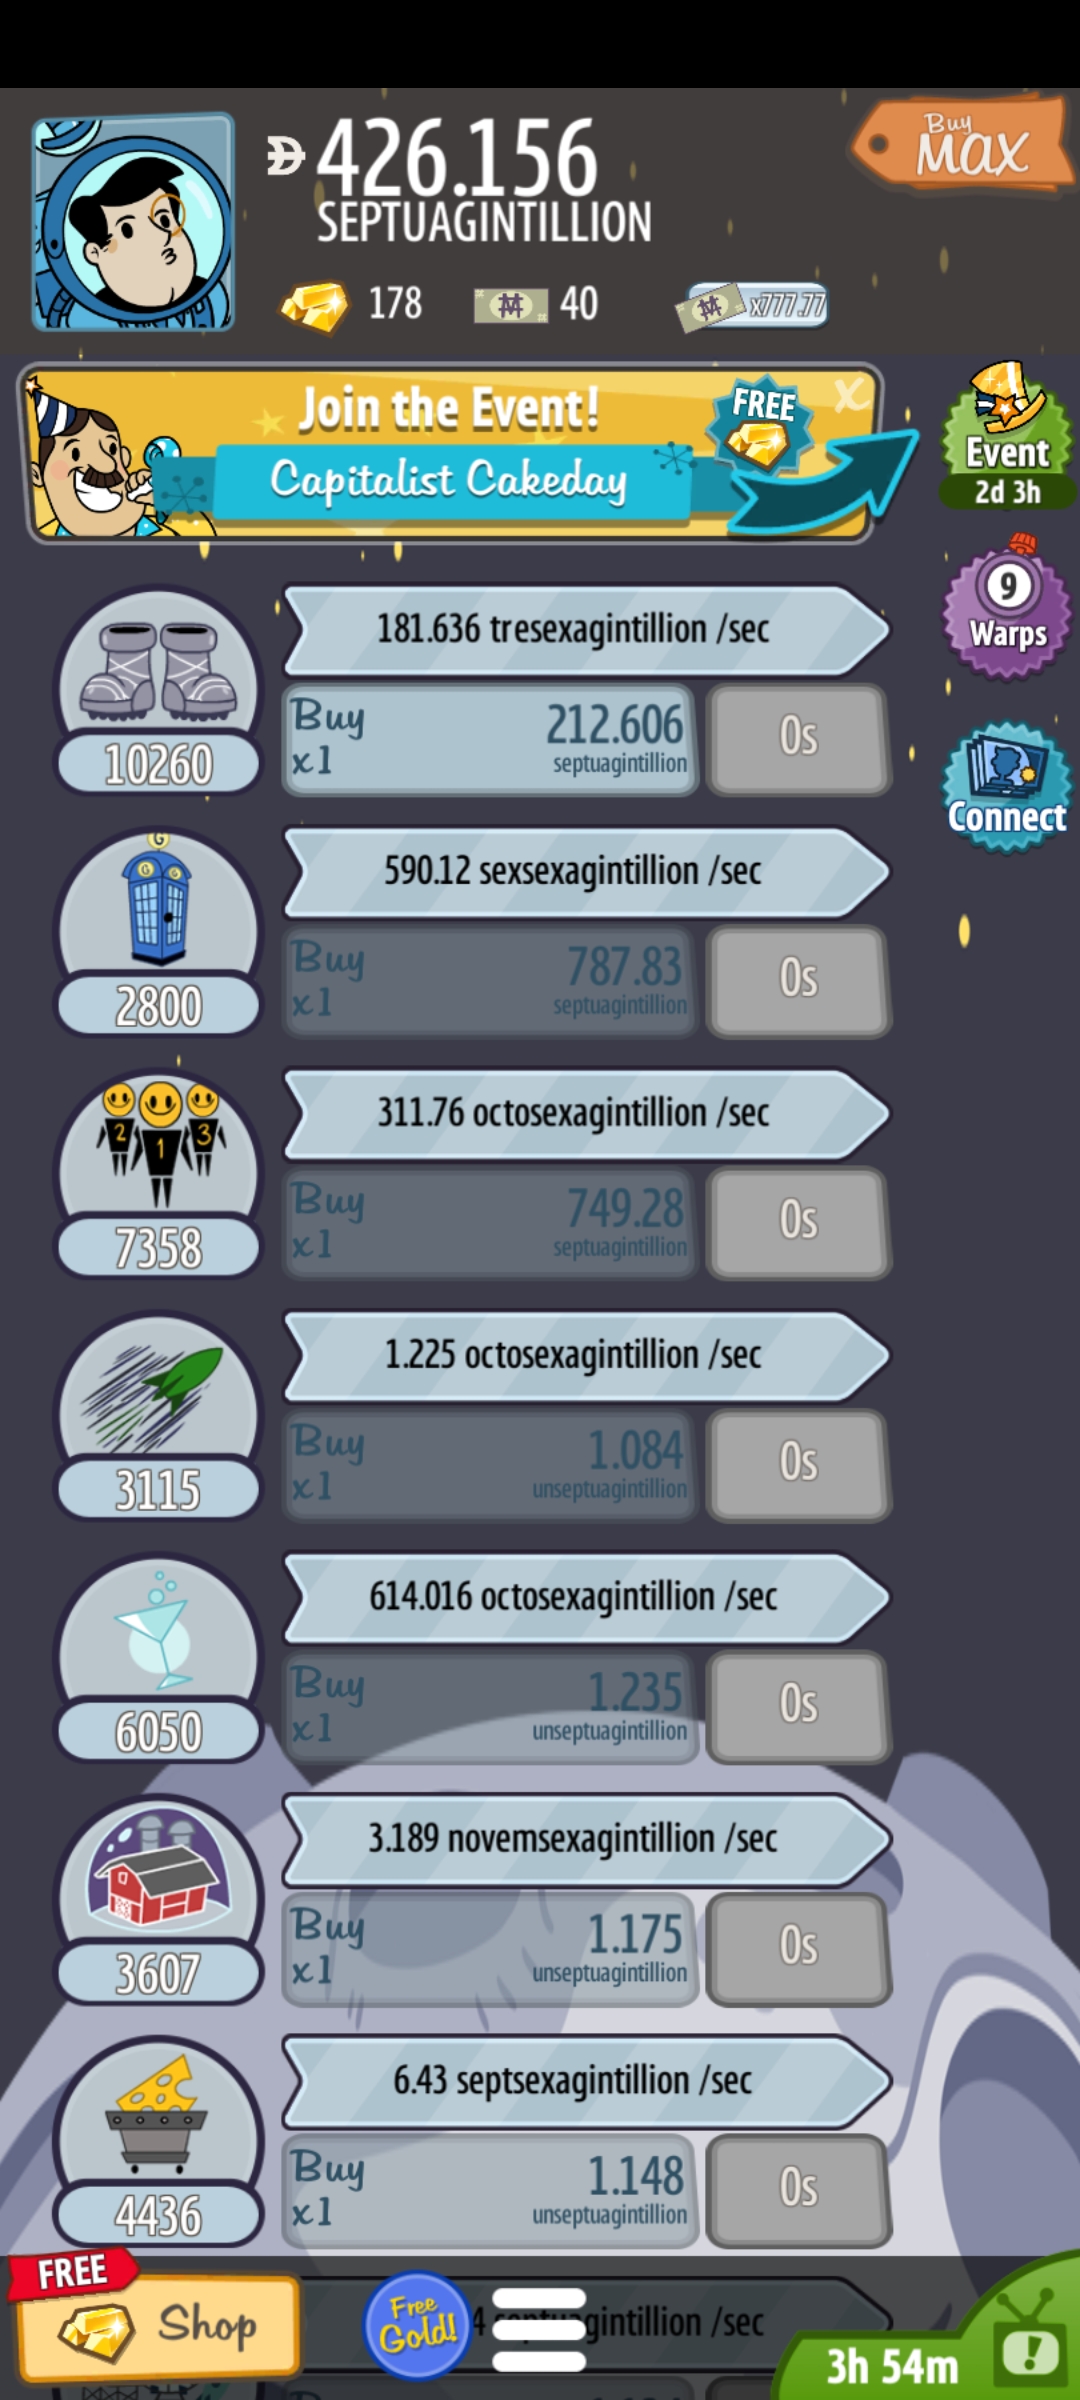 426.156
SEPTUAGINTILLION
Buy
MAX
178
40
x777.77
Join the Event!
Capitalist Cakeday
FREE
x
Event
2d 3h
9
Warps
Connect
181.636 tresexagintillion /sec
10260
Buy
x1
212.606
septuagintillion
0s
G
G G
590.12 sexsexagintillion /sec
2800
Buy
x1
787.83
septuagintillion
0s
2 1 3
311.76 octosexagintillion /sec
7358
Buy
x1
749.28
septuagintillion
0s
1.225 octosexagintillion /sec
3115
Buy
x1
1.084
unseptuagintillion
0s
614.016 octosexagintillion /sec
6050
Buy
x1
1.235
unseptuagintillion
0s
3.189 novemsexagintillion /sec
3607
Buy
x1
1.175
unseptuagintillion
0s
6.43 septsexagintillion /sec
4436
Buy
x1
1.148
unseptuagintillion
0s
FREE
Shop
Free
Gold!
/sec
3h 54m
!